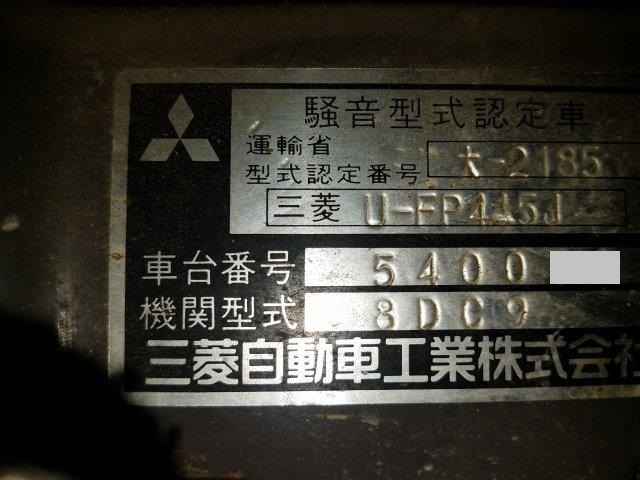 騒音型式認定車
運輸省
型式認定番号 大-2185
三菱 U-FP415J
車台番号 5400
機関型式 8DC9
三菱自動車工業株式会社